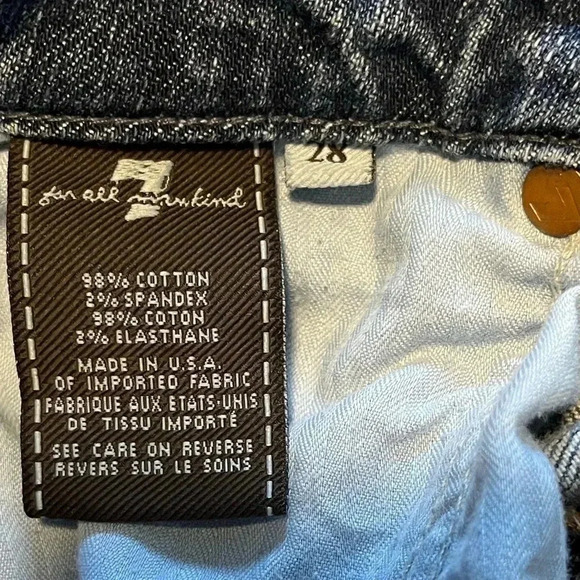 7
for all mankind
28
98% COTTON
2% SPANDEX
98% COTON
2% ELASTHANE
MADE IN U.S.A.
OF IMPORTED FABRIC
FABRIQUE AUX ETATS-UNIS
DE TISSU IMPORTÉ
SEE CARE ON REVERSE
REVERS SUR LE SOINS